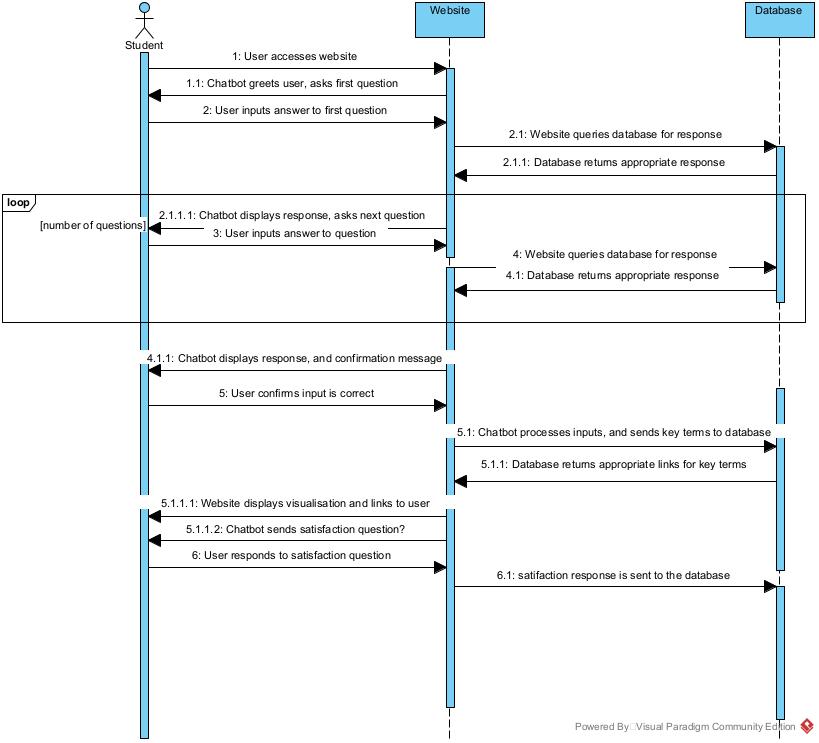 Website
Database
Student
1: User accesses website
1.1: Chatbot greets user, asks first question
2: User inputs answer to first question
2.1: Website queries database for response
2.1.1: Database returns appropriate response
loop
[number of questions]
2.1.1.1: Chatbot displays response, asks next question
3: User inputs answer to question
4: Website queries database for response
4.1: Database returns appropriate response
4.1.1: Chatbot displays response, and confirmation message
5: User confirms input is correct
5.1: Chatbot processes inputs, and sends key terms to database
5.1.1: Database returns appropriate links for key terms
5.1.1.1: Website displays visualisation and links to user
5.1.1.2: Chatbot sends satisfaction question?
6: User responds to satisfaction question
6.1: satifaction response is sent to the database
Powered By Visual Paradigm Community Edition